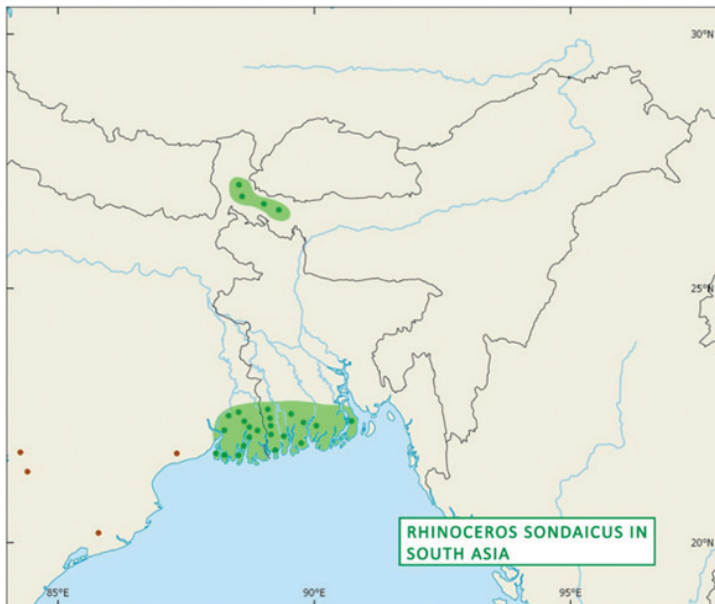 30°N
25°N
RHINOCEROS SONDAICUS IN
SOUTH ASIA
20°N
85°E
90°E
95°E